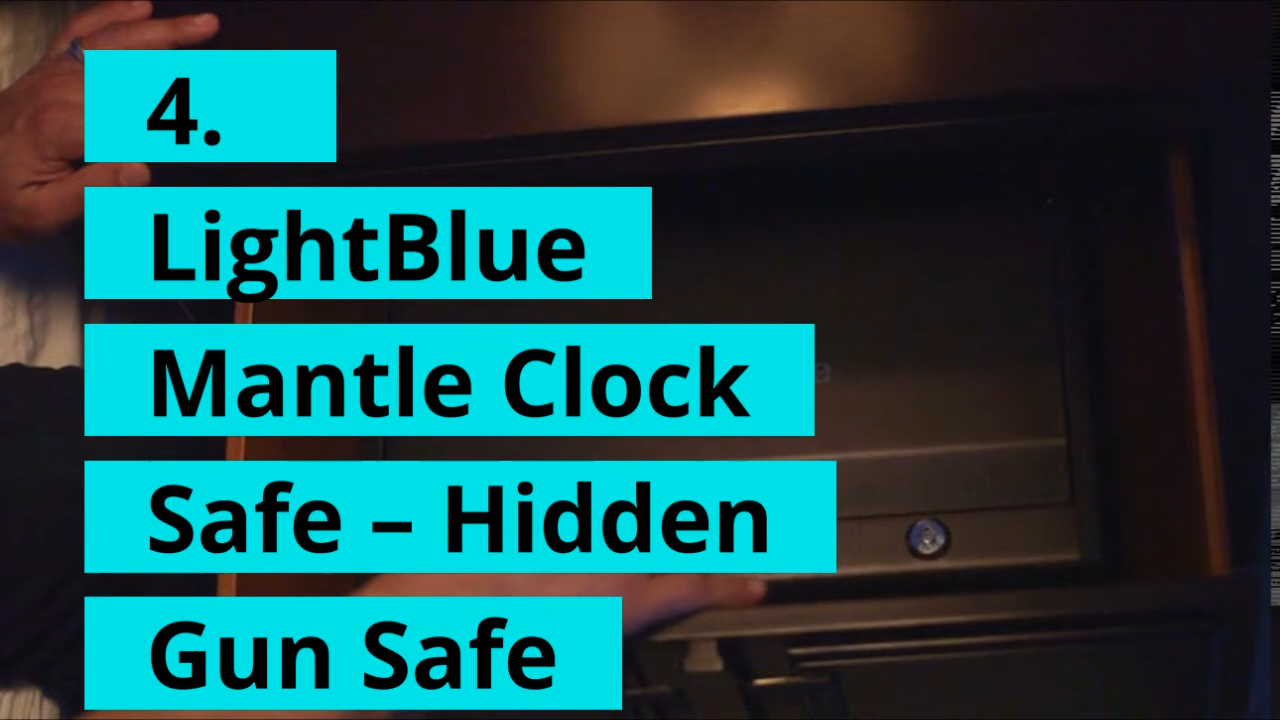 4.
LightBlue
Mantle Clock
Safe – Hidden
Gun Safe